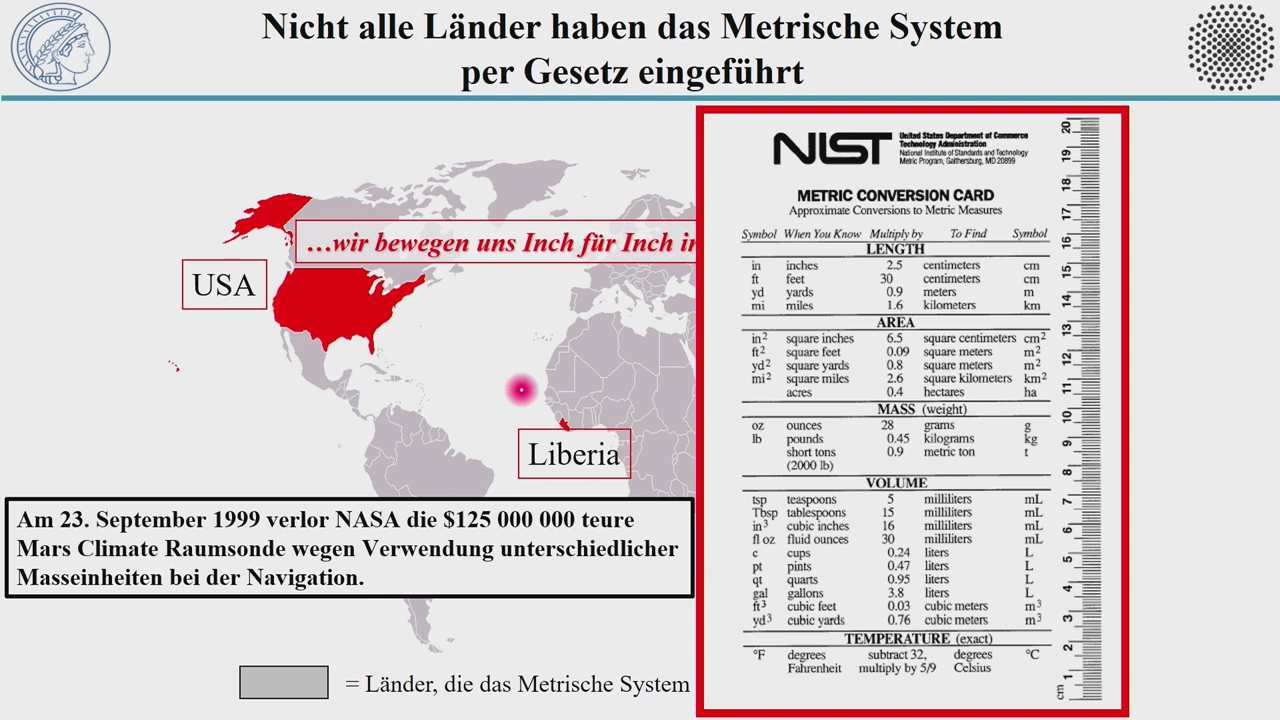 Nicht alle Länder haben das Metrische System
per Gesetz eingeführt
…wir bewegen uns Inch für Inch
USA
Liberia
Am 23. September 1999 verlor NASA die $125 000 000 teure
Mars Climate Raumsonde wegen Verwendung unterschiedlicher
Masseinheiten bei der Navigation.
= Länder, die das Metrische System
NIST
United States Department of Commerce
Technology Administration
National Institute of Standards and Technology
Metric Program, Gaithersburg, MD 20899
METRIC CONVERSION CARD
Approximate Conversions to Metric Measures
Symbol When You Know Multiply by To Find Symbol
LENGTH
in inches 2.5 centimeters cm
ft feet 30 centimeters cm
yd yards 0.9 meters m
mi miles 1.6 kilometers km
AREA
in² square inches 6.5 square centimeters cm²
ft² square feet 0.09 square meters m²
yd² square yards 0.8 square meters m²
mi² square miles 2.6 square kilometers km²
acres 0.4 hectares ha
MASS (weight)
oz ounces 28 grams g
lb pounds 0.45 kilograms kg
short tons 0.9 metric ton t
(2000 lb)
VOLUME
tsp teaspoons 5 milliliters mL
Tbsp tablespoons 15 milliliters mL
in³ cubic inches 16 milliliters mL
fl oz fluid ounces 30 milliliters mL
c cups 0.24 liters L
pt pints 0.47 liters L
qt quarts 0.95 liters L
gal gallons 3.8 liters L
ft³ cubic feet 0.03 cubic meters m³
yd³ cubic yards 0.76 cubic meters m³
TEMPERATURE (exact)
°F degrees subtract 32, degrees °C
Fahrenheit multiply by 5/9 Celsius
cm 1 2 3 4 5 6 7 8 9 10 11 12 13 14 15 16 17 18 19 20